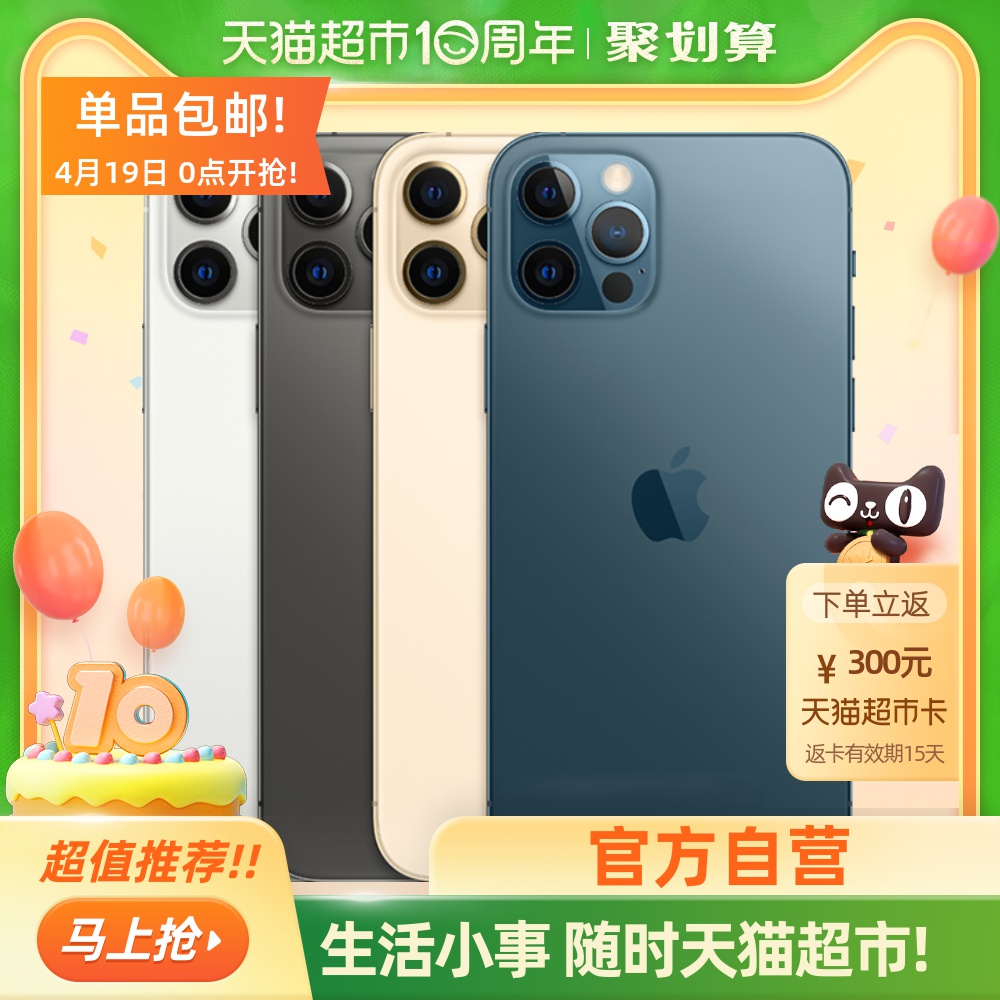 天猫超市10周年 | 聚划算
单品包邮!
4月19日 0点开抢!
下单立返
¥ 300元
天猫超市卡
返卡有效期15天
10
超值推荐!!
马上抢
官方自营
生活小事 随时天猫超市!